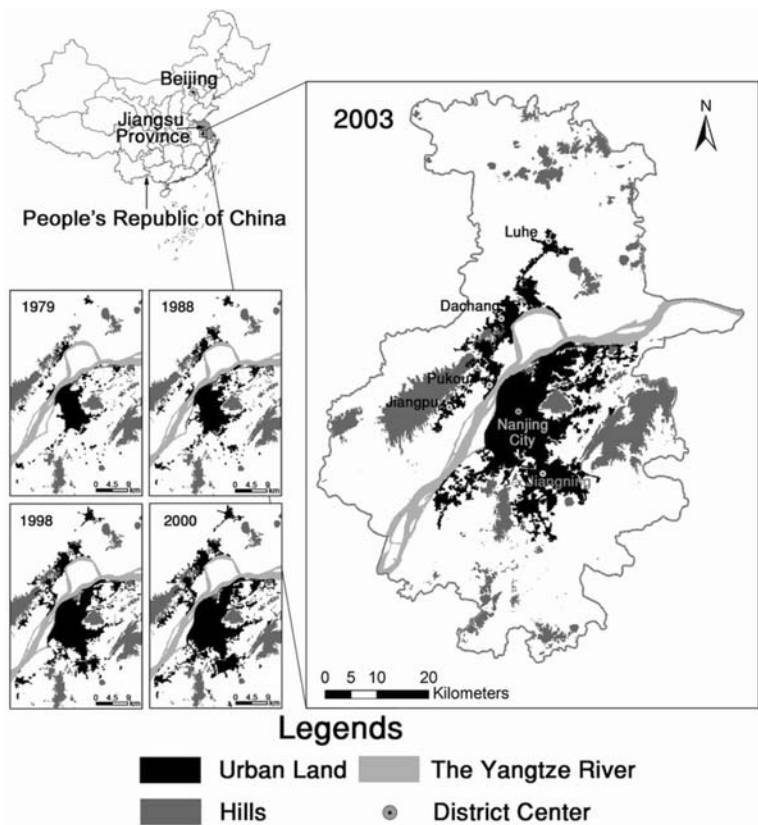 Beijing
Jiangsu
Province
People's Republic of China
2003
N
Luhe
Dachang
Pukou
Jiangpu
Nanjing
City
Jiangning
0 5 10 20
Kilometers
1979
0 4.5 9
km
1988
0 4.5 9
km
1998
0 4.5 9
km
2000
0 4.5 9
km
Legends
Urban Land
The Yangtze River
Hills
District Center